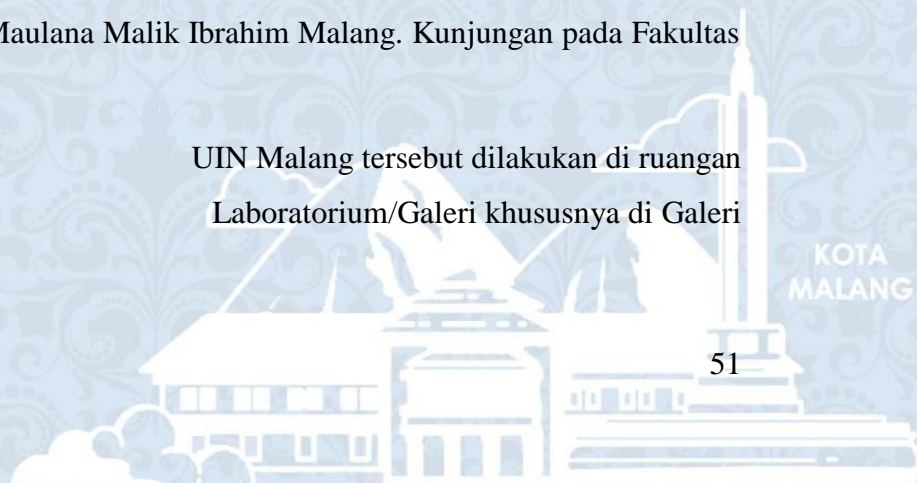 Maulana Malik Ibrahim Malang. Kunjungan pada Fakultas
UIN Malang tersebut dilakukan di ruangan
Laboratorium/Galeri khususnya di Galeri
KOTA
MALANG
51